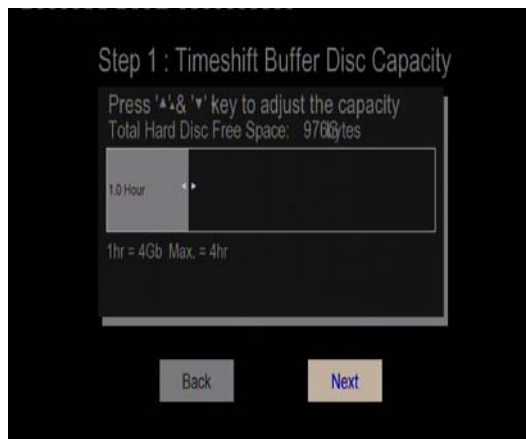 Step 1 : Timeshift Buffer Disc Capacity
Press '▲'& '▼' key to adjust the capacity
Total Hard Disc Free Space:
1.0 Hour
1hr = 4Gb Max. = 4hr
Back
Next